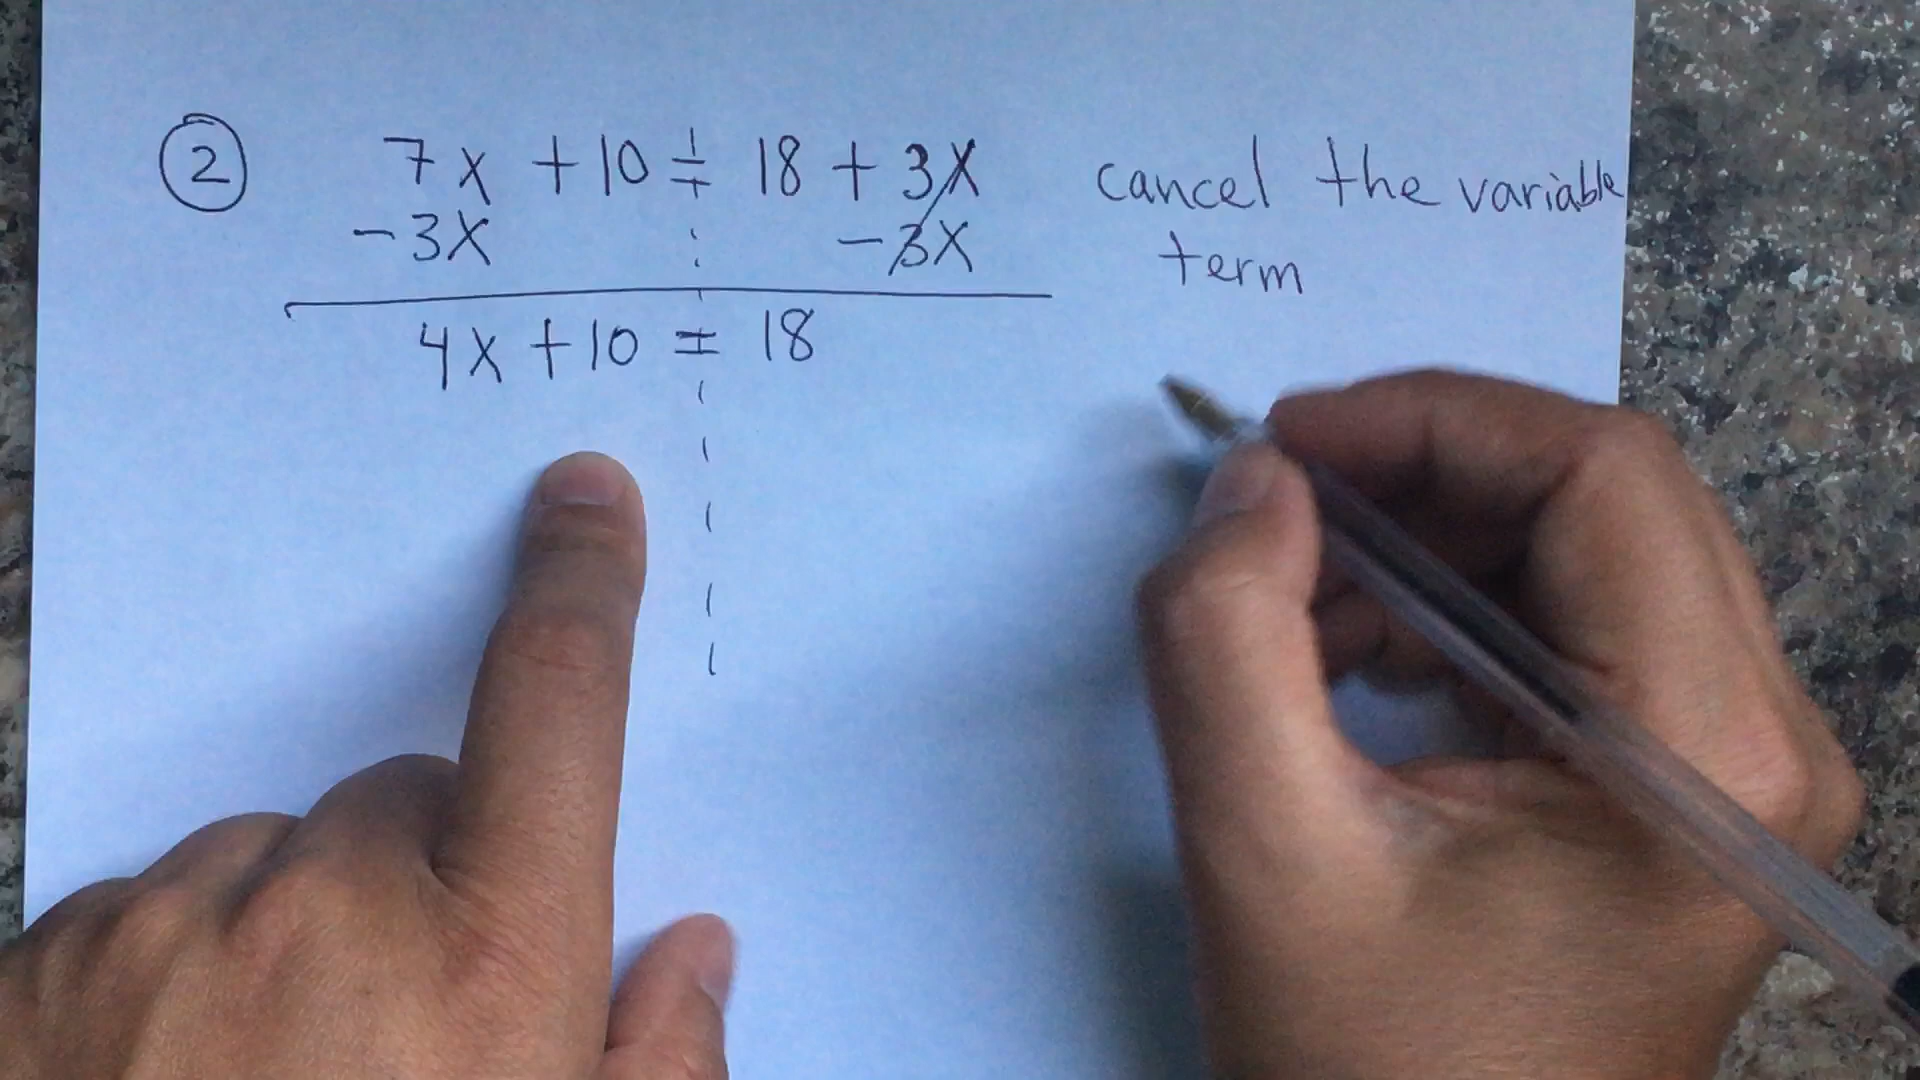 ② 7x + 10 = 18 + 3x
-3x -3x
4x + 10 = 18
cancel the variable
term